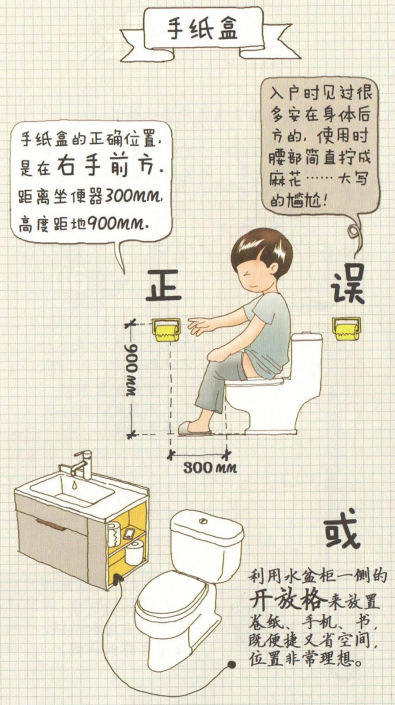 手纸盒
手纸盒的正确位置,
是在右手前方.
距离坐便器300mm,
高度距地900mm.
入户时见过很
多安在身体后
方的,使用时
腰部简直拧成
麻花……大写
的尴尬!
正
误
900mm
300mm
或
利用水盆柜一侧的
开放格来放置
卷纸、手机、书,
既便捷又省空间,
位置非常理想。